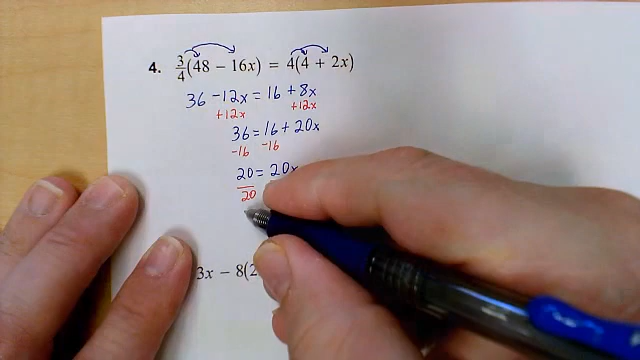 4. 3/4(48 − 16x) = 4(4 + 2x)
36 −12x = 16 + 8x
+12x +12x
36 = 16 + 20x
-16 -16
20 = 20x
20
3x − 8(2